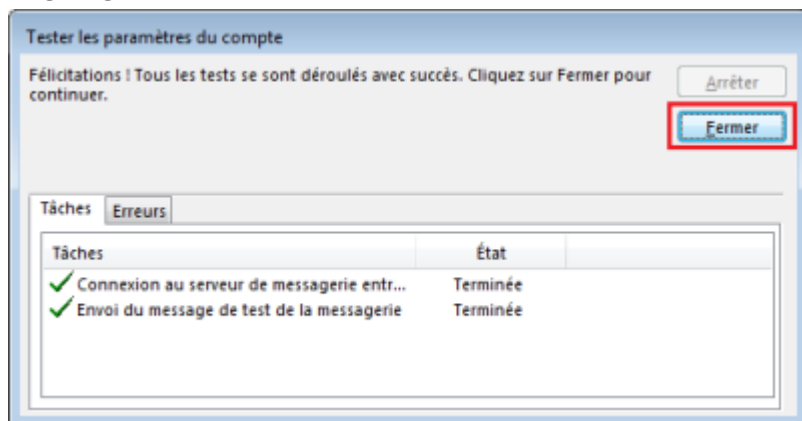 Tester les paramètres du compte
Félicitations ! Tous les tests se sont déroulés avec succès. Cliquez sur Fermer pour
continuer.
Arrêter
Fermer
Tâches Erreurs
Tâches État
Connexion au serveur de messagerie entr... Terminée
Envoi du message de test de la messagerie Terminée